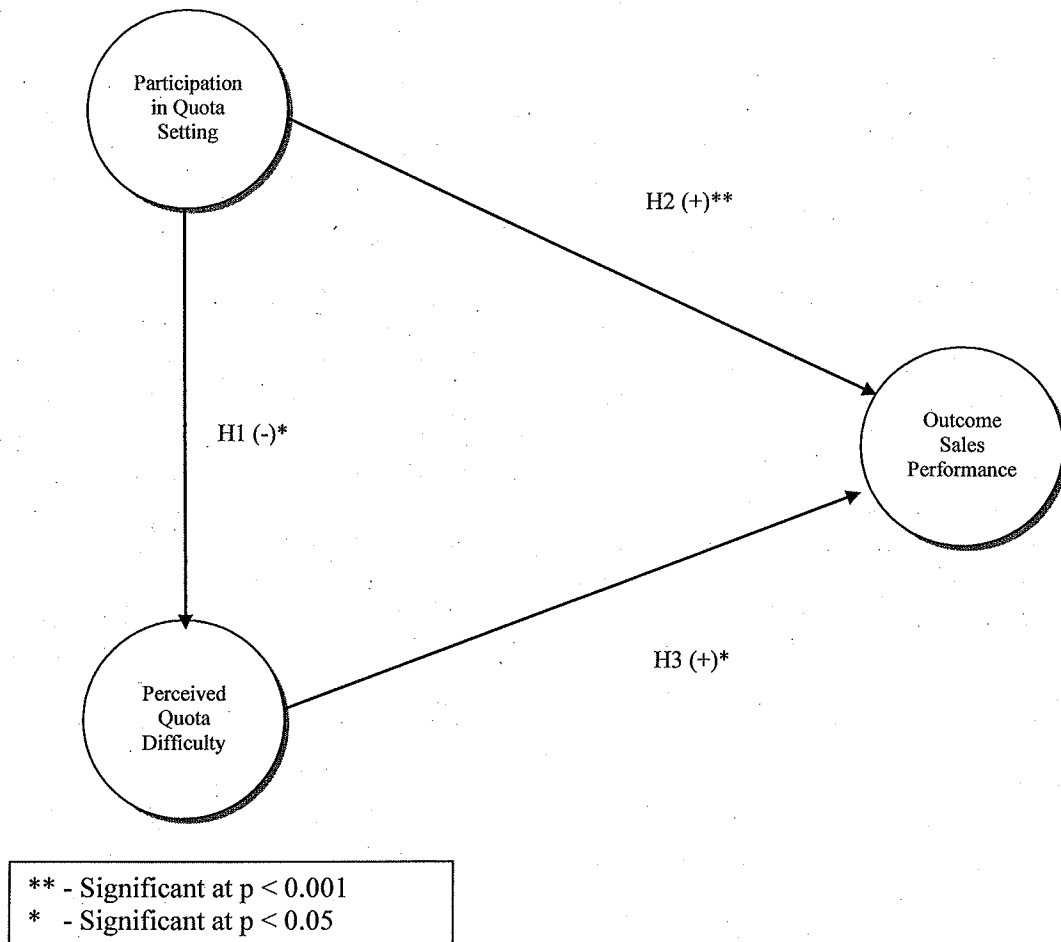 Participation
in Quota
Setting
H2 (+)**
H1 (-)*
Outcome
Sales
Performance
H3 (+)*
Perceived
Quota
Difficulty
** - Significant at p < 0.001
* - Significant at p < 0.05